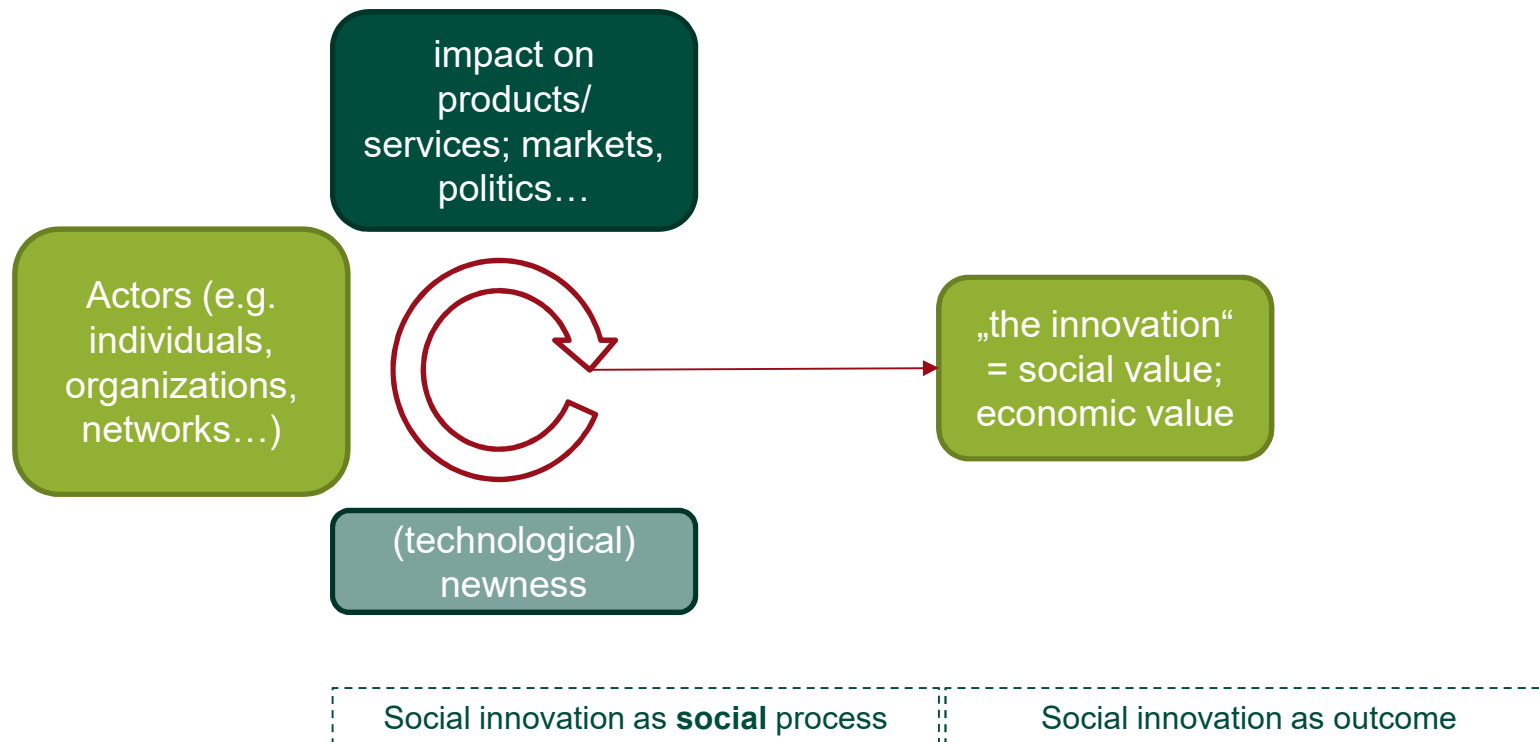 impact on
products/
services; markets,
politics…
Actors (e.g.
individuals,
organizations,
networks…)
„the innovation“
= social value;
economic value
(technological)
newness
Social innovation as social process
Social innovation as outcome